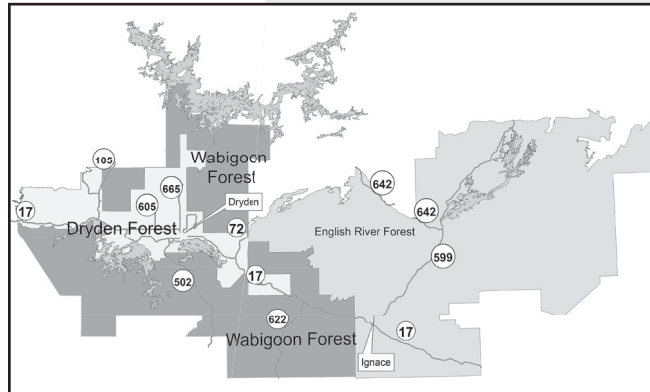 105
Wabigoon
Forest
665
642
17
605
Dryden
642
Dryden Forest
72
English River Forest
599
502
17
622
17
Wabigoon Forest
Ignace